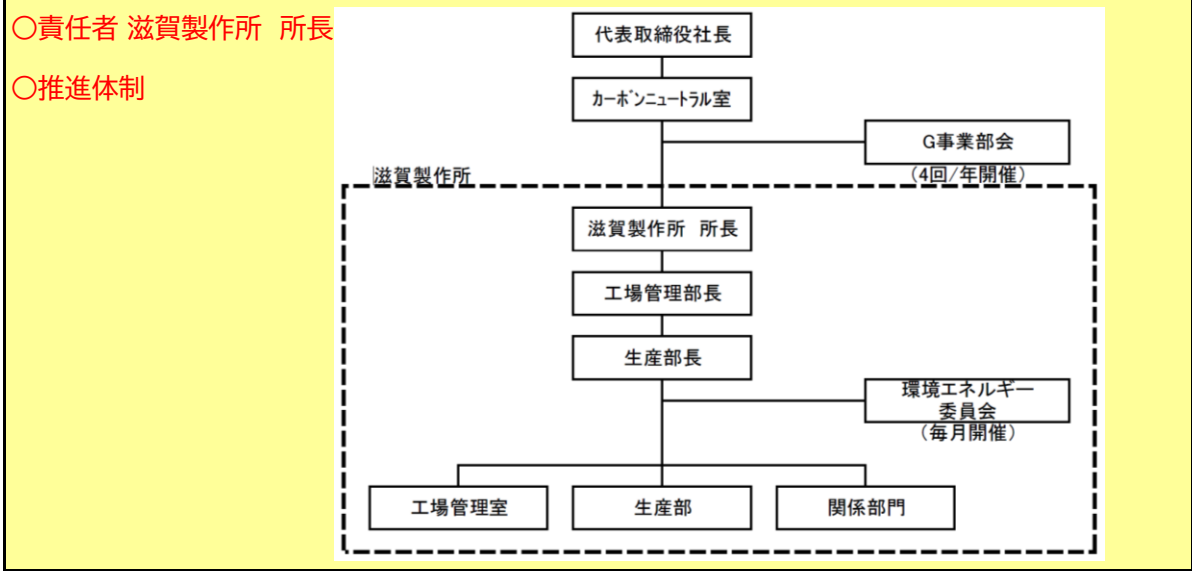 〇責任者 滋賀製作所 所長
〇推進体制
代表取締役社長
ｶｰﾎﾞﾝﾆｭｰﾄﾗﾙ室
G事業部会
(4回/年開催)
滋賀製作所
滋賀製作所 所長
工場管理部長
生産部長
環境エネルギー
委員会
(毎月開催)
工場管理室
生産部
関係部門